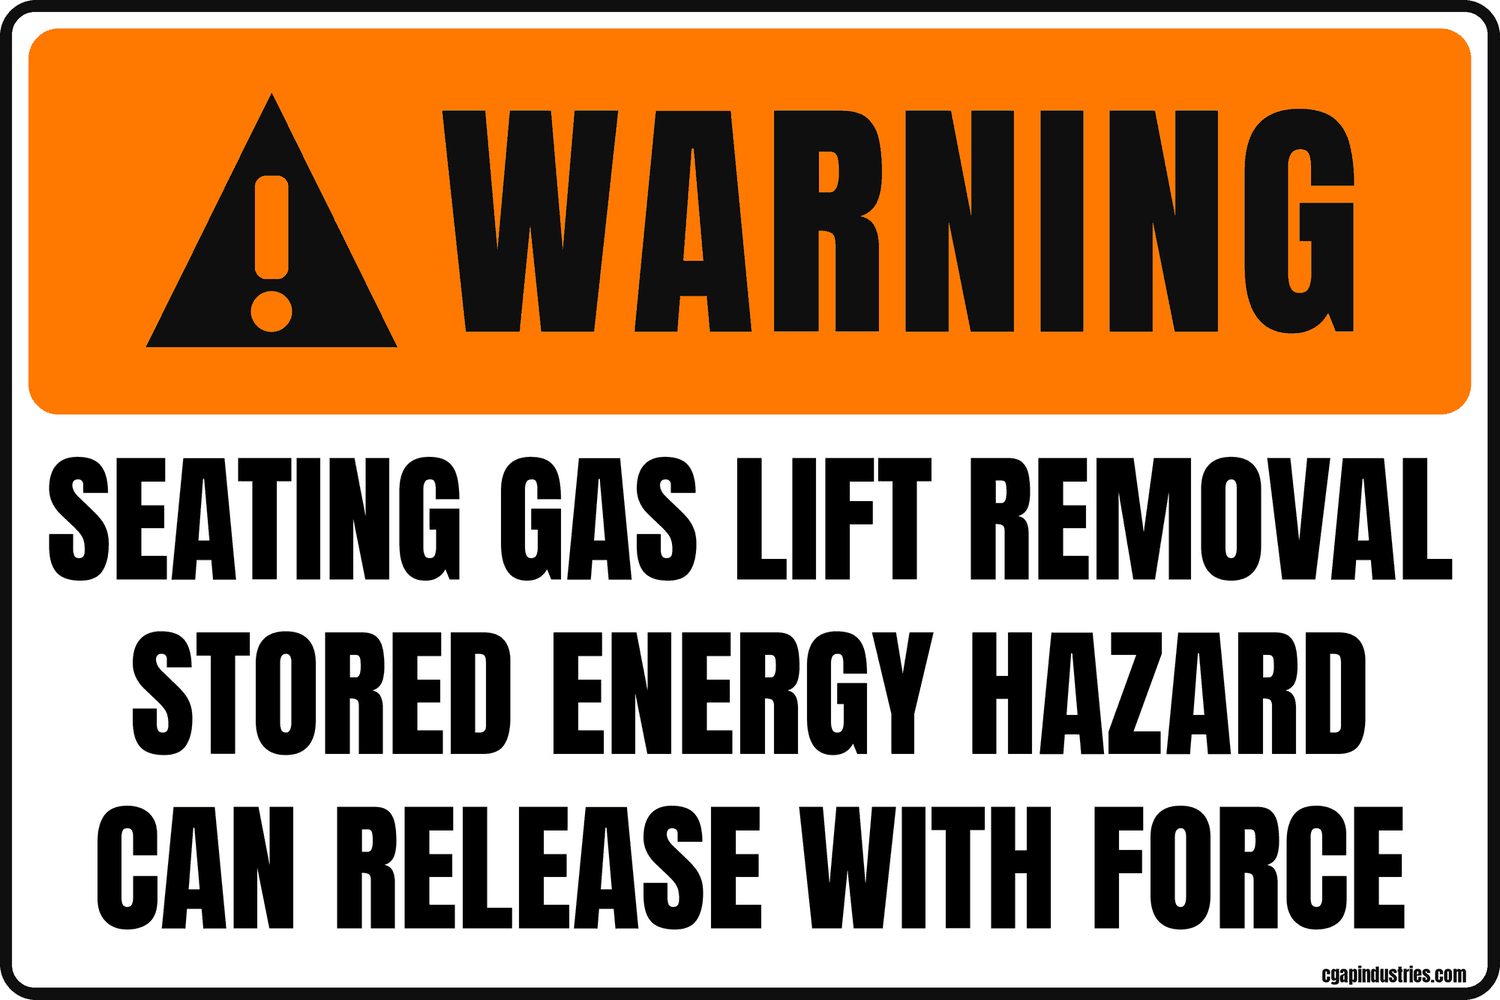 WARNING
SEATING GAS LIFT REMOVAL
STORED ENERGY HAZARD
CAN RELEASE WITH FORCE
cgapindustries.com